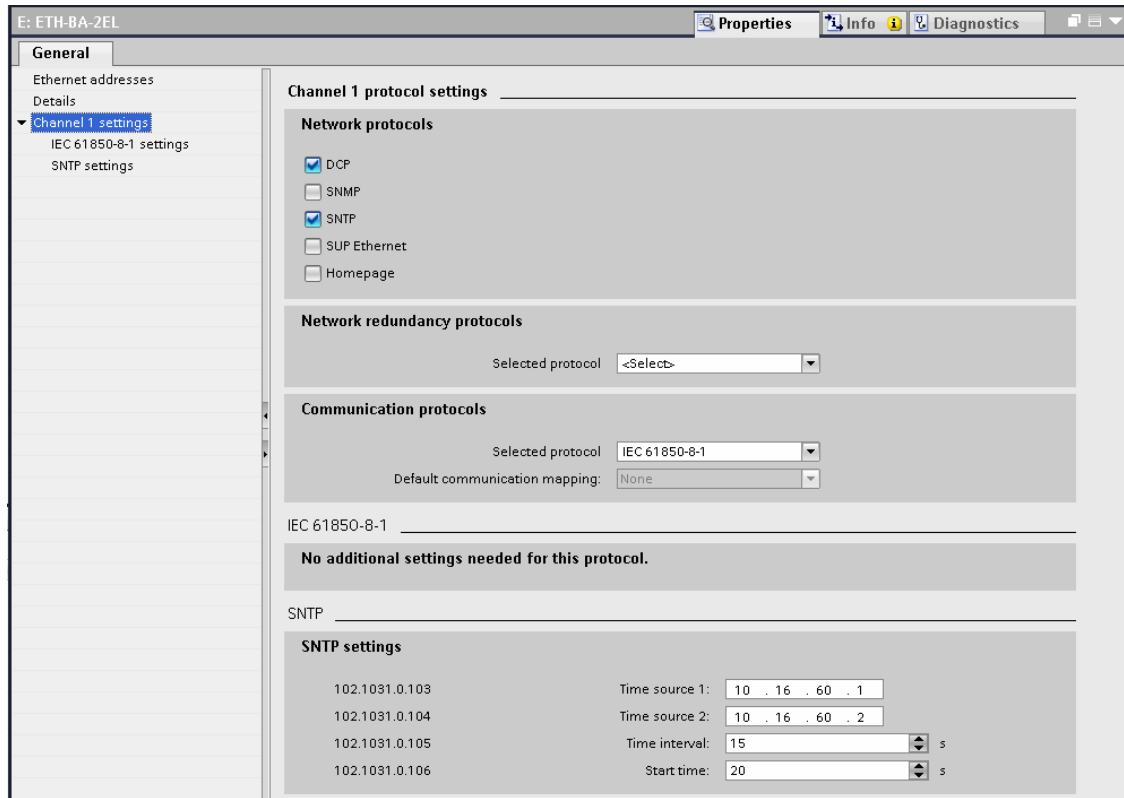 E: ETH-BA-2EL
Properties
Info
Diagnostics
General
Ethernet addresses
Details
Channel 1 settings
IEC 61850-8-1 settings
SNTP settings
Channel 1 protocol settings
Network protocols
DCP
SNMP
SNTP
SUP Ethernet
Homepage
Network redundancy protocols
Selected protocol <Select>
Communication protocols
Selected protocol IEC 61850-8-1
Default communication mapping: None
IEC 61850-8-1
No additional settings needed for this protocol.
SNTP
SNTP settings
102.1031.0.103 Time source 1: 10 . 16 . 60 . 1
102.1031.0.104 Time source 2: 10 . 16 . 60 . 2
102.1031.0.105 Time interval: 15 s
102.1031.0.106 Start time: 20 s